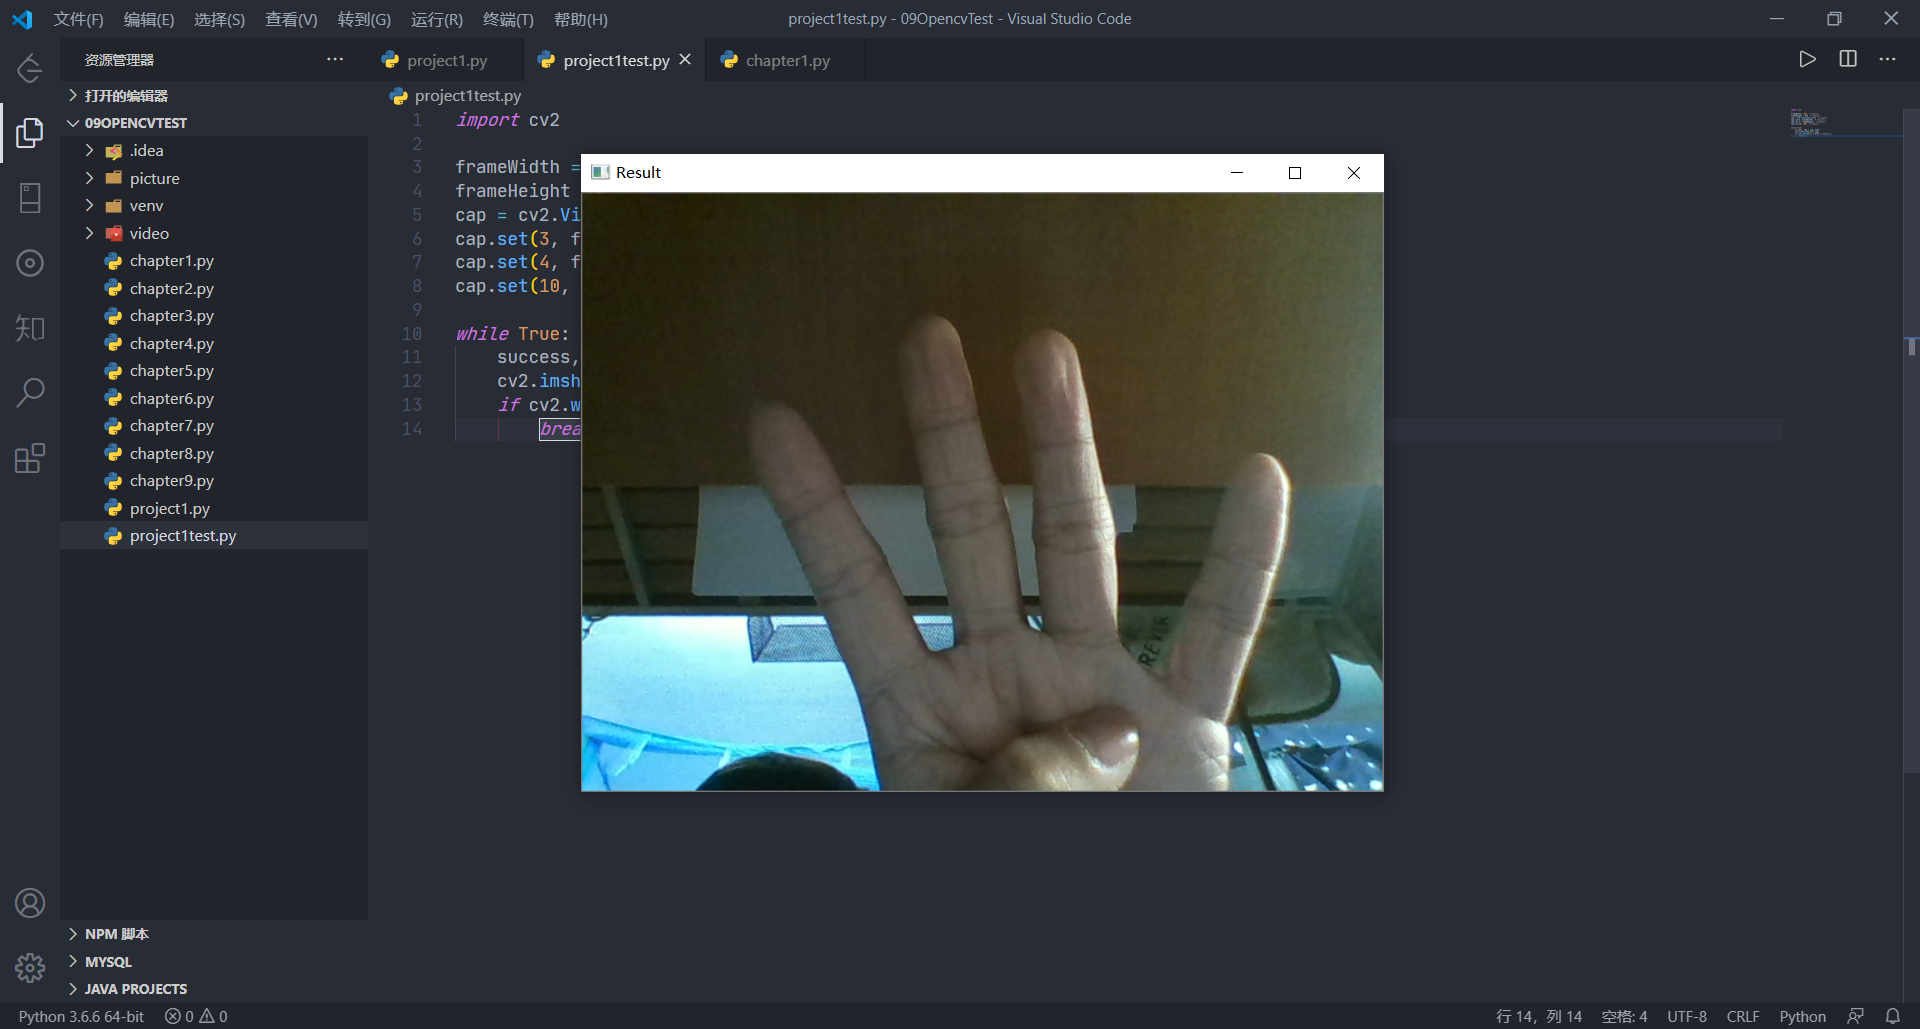 文件(F) 编辑(E) 选择(S) 查看(V) 转到(G) 运行(R) 终端(T) 帮助(H)
project1test.py - 09OpencvTest - Visual Studio Code
资源管理器
project1.py
project1test.py
chapter1.py
打开的编辑器
09OPENCVTEST
.idea
picture
venv
video
chapter1.py
chapter2.py
chapter3.py
chapter4.py
chapter5.py
chapter6.py
chapter7.py
chapter8.py
chapter9.py
project1.py
project1test.py
NPM 脚本
MYSQL
JAVA PROJECTS
知
project1test.py
1 import cv2
2
3 frameWidth =
4 frameHeight
5 cap = cv2.Vi
6 cap.set(3, f
7 cap.set(4, f
8 cap.set(10,
9
10 while True:
11 success,
12 cv2.imsh
13 if cv2.w
14 brea
Result
Python 3.6.6 64-bit
0
0
行 14，列 14
空格: 4
UTF-8
CRLF
Python